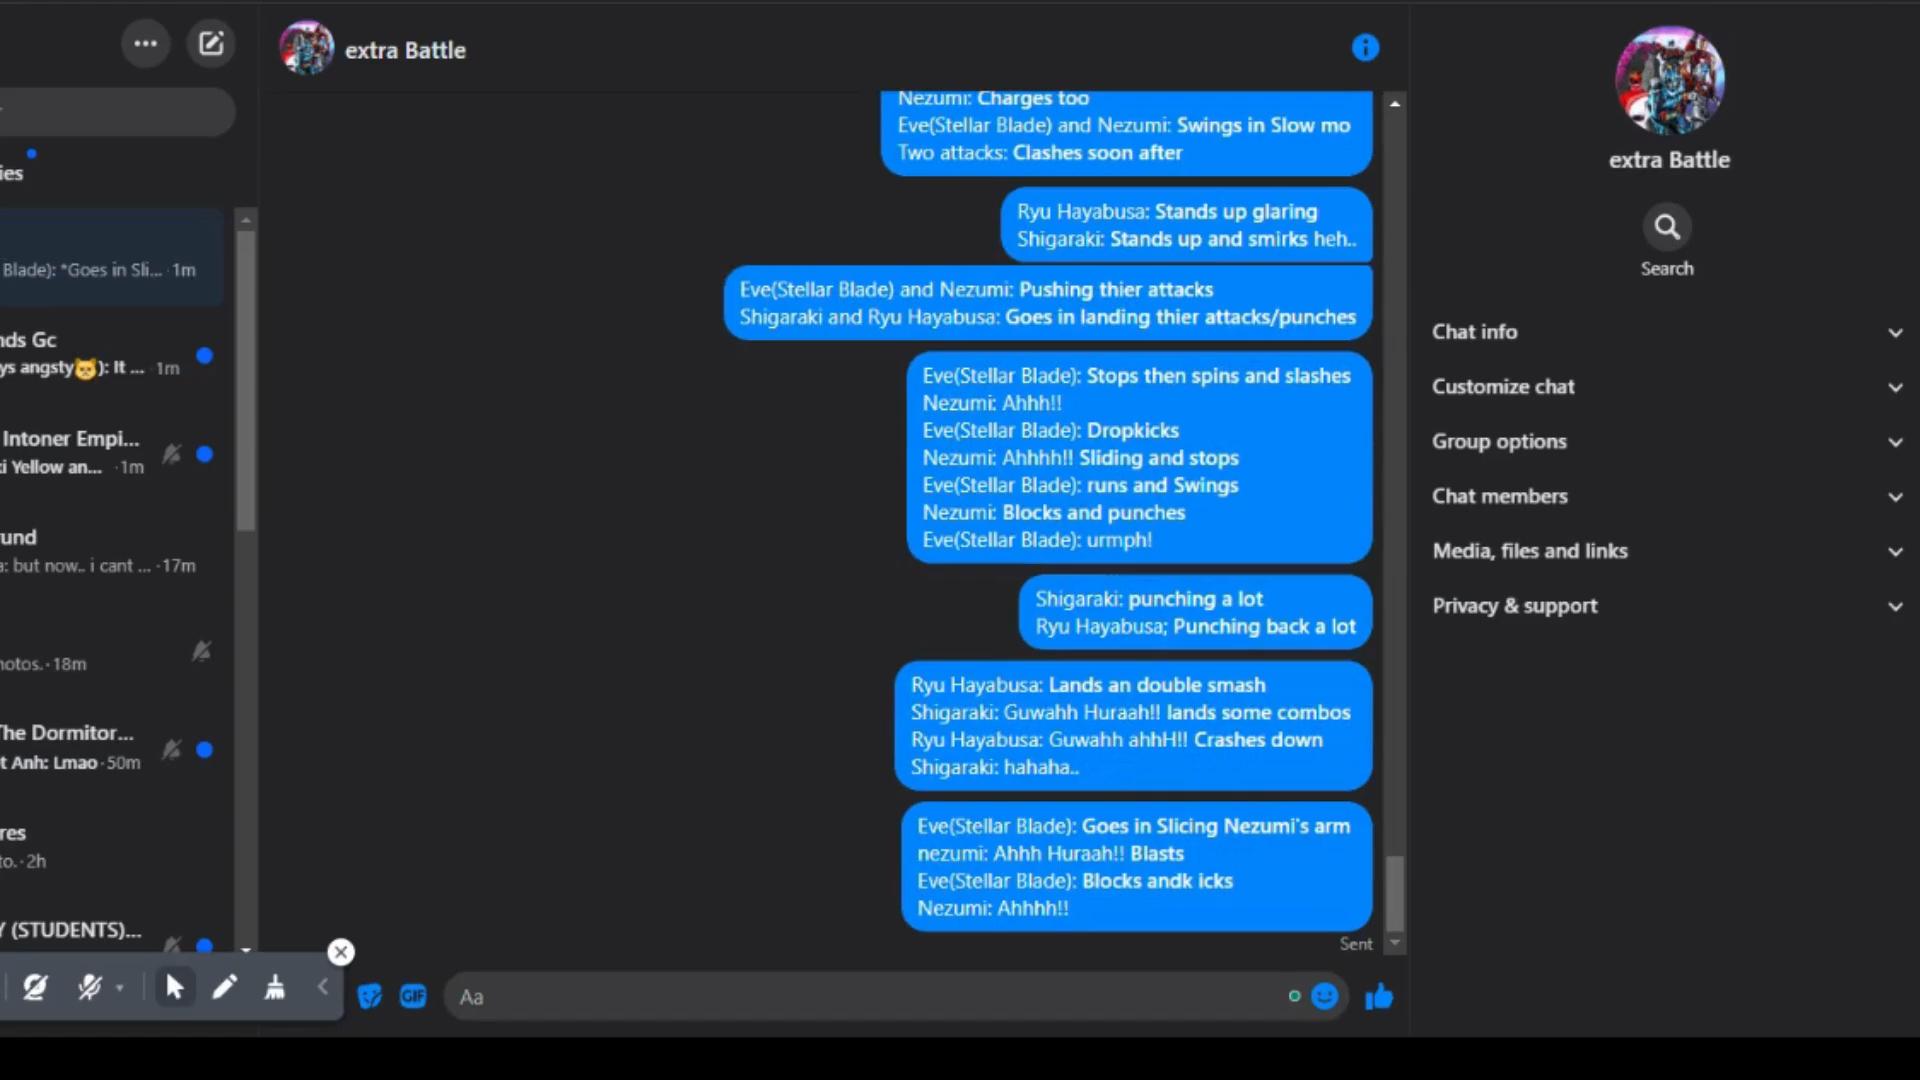 extra Battle
ies
Blade): *Goes in Sli... · 1m
nds Gc
ys angsty😾): It ... · 1m
Intoner Empi...
ci Yellow an... · 1m
und
a: but now.. i cant ... · 17m
notos. · 18m
The Dormitor...
t Anh: Lmao · 50m
res
to. · 2h
Y (STUDENTS)...
Nezumi: Charges too
Eve(Stellar Blade) and Nezumi: Swings in Slow mo
Two attacks: Clashes soon after
Ryu Hayabusa: Stands up glaring
Shigaraki: Stands up and smirks heh..
Eve(Stellar Blade) and Nezumi: Pushing thier attacks
Shigaraki and Ryu Hayabusa: Goes in landing thier attacks/punches
Eve(Stellar Blade): Stops then spins and slashes
Nezumi: Ahhh!!
Eve(Stellar Blade): Dropkicks
Nezumi: Ahhhh!! Sliding and stops
Eve(Stellar Blade): runs and Swings
Nezumi: Blocks and punches
Eve(Stellar Blade): urmph!
Shigaraki: punching a lot
Ryu Hayabusa; Punching back a lot
Ryu Hayabusa: Lands an double smash
Shigaraki: Guwahh Huraah!! lands some combos
Ryu Hayabusa: Guwahh ahhH!! Crashes down
Shigaraki: hahaha..
Eve(Stellar Blade): Goes in Slicing Nezumi's arm
nezumi: Ahhh Huraah!! Blasts
Eve(Stellar Blade): Blocks andk icks
Nezumi: Ahhhh!!
Sent
GIF
Aa
extra Battle
Search
Chat info
Customize chat
Group options
Chat members
Media, files and links
Privacy & support